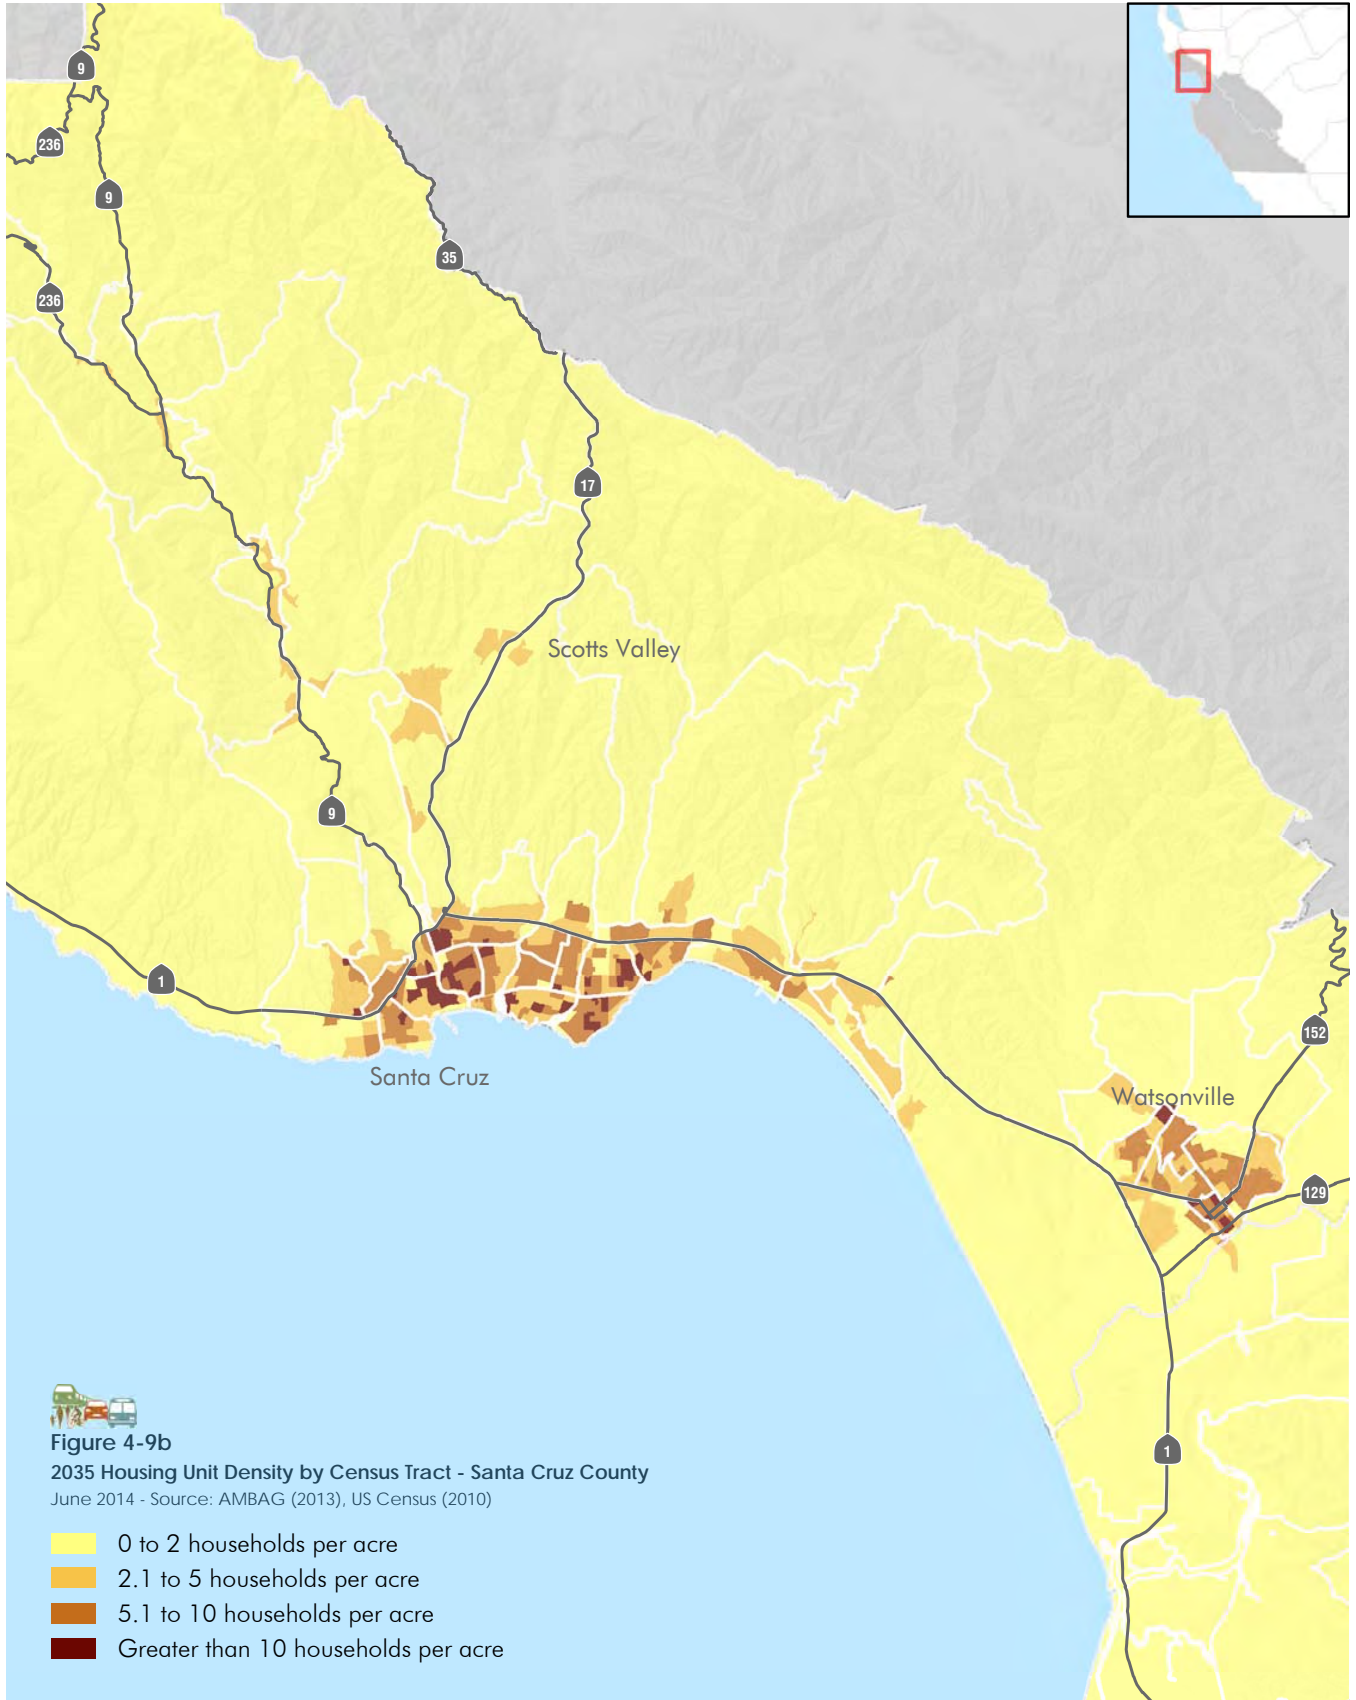 9
236
9
35
236
17
Scotts Valley
9
1
152
Santa Cruz
Watsonville
129
1
Figure 4-9b
2035 Housing Unit Density by Census Tract - Santa Cruz County
June 2014 - Source: AMBAG (2013), US Census (2010)
0 to 2 households per acre
2.1 to 5 households per acre
5.1 to 10 households per acre
Greater than 10 households per acre